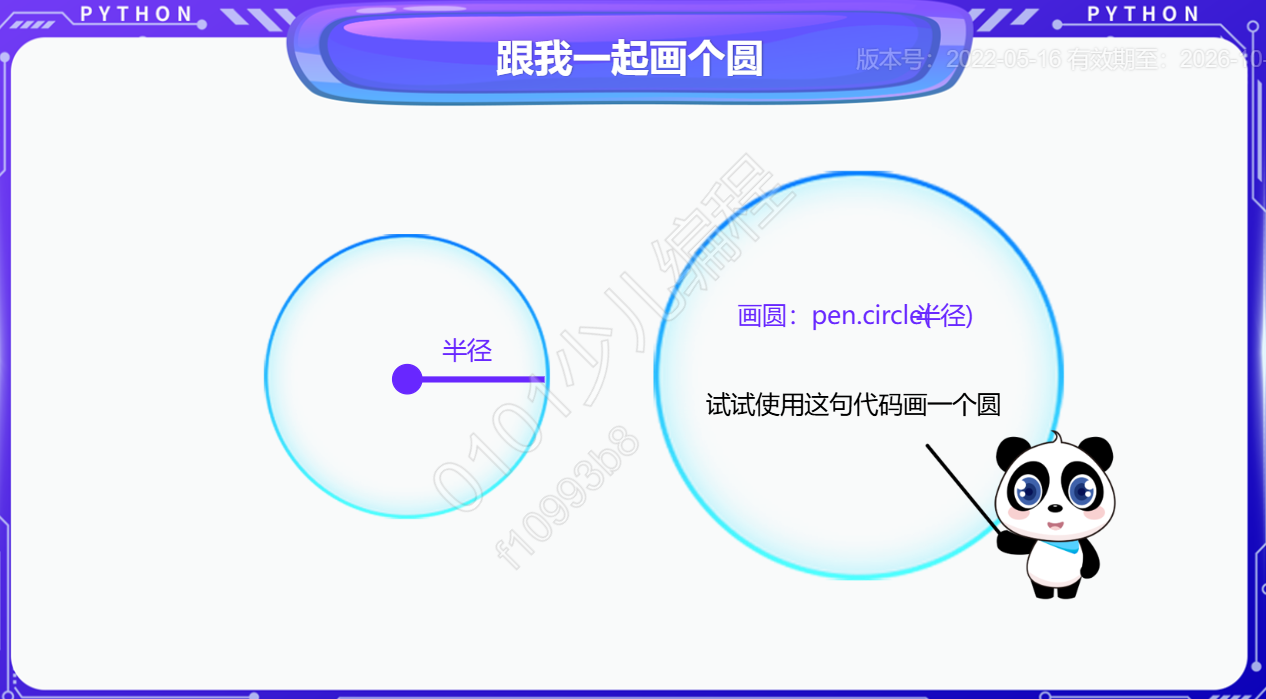 PYTHON
PYTHON
跟我一起画个圆
版本号：2022-05-16 有效期至：2026-10-
半径
画圆：pen.circle(半径)
试试使用这句代码画一个圆
0101少儿编程
f10993b8